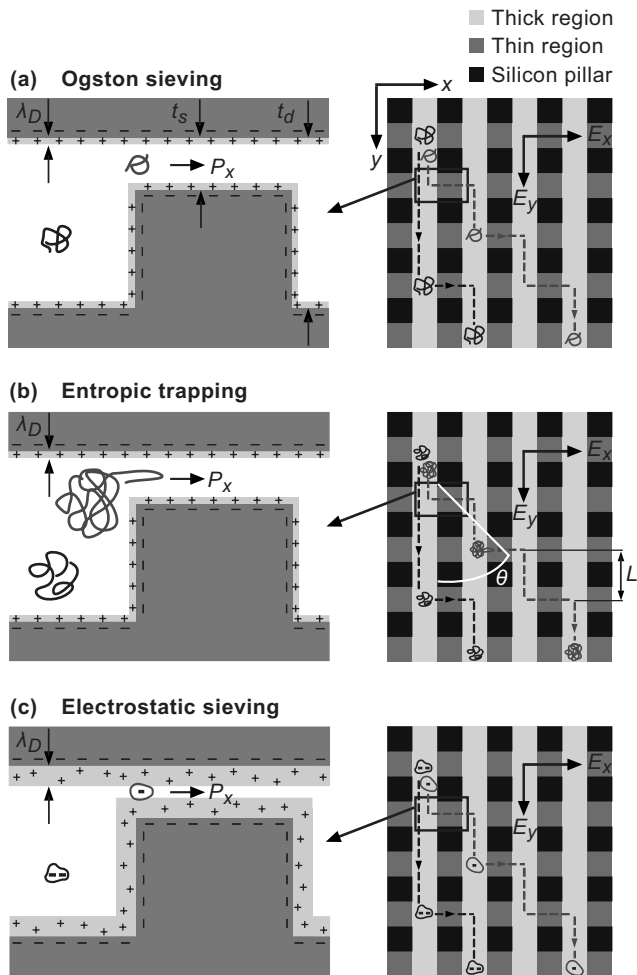 Thick region
Thin region
Silicon pillar
(a) Ogston sieving
λD ts td
Px
x
y
Ex
Ey
(b) Entropic trapping
λD
Px
Ex
Ey
θ
L
(c) Electrostatic sieving
λD
Px
Ex
Ey